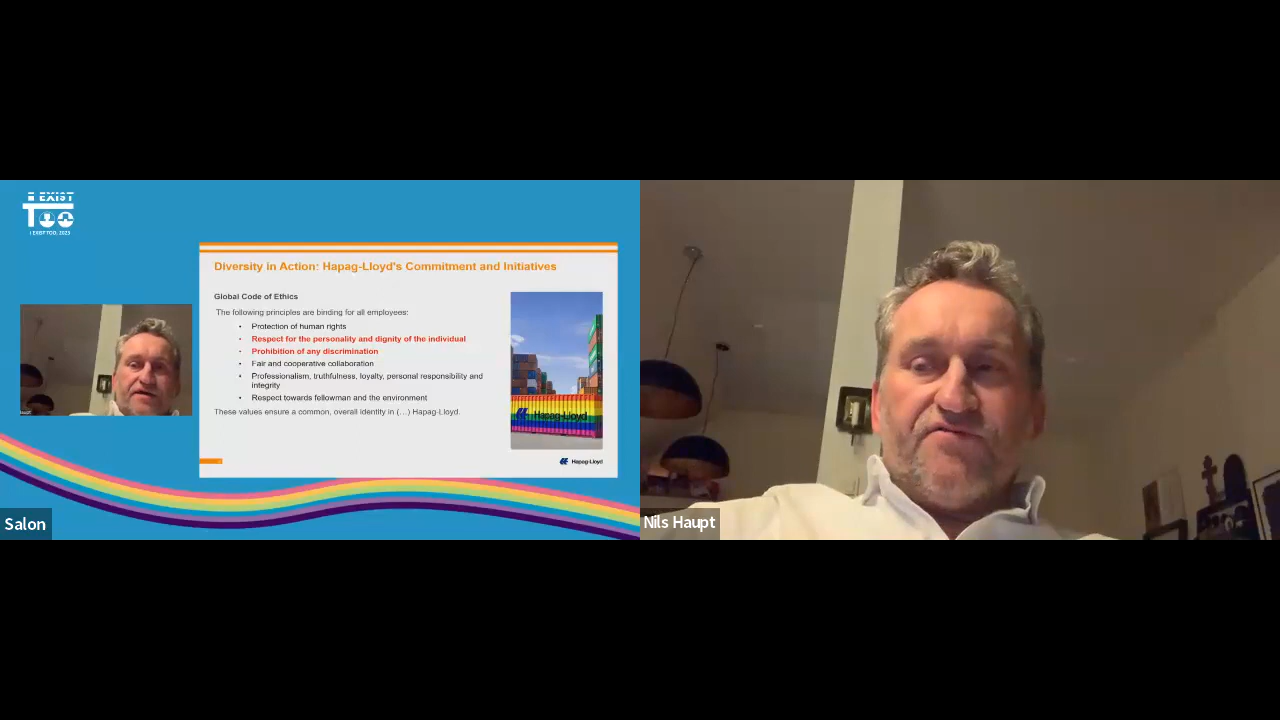 I EXIST
TOO
I EXIST TOO, 2023
Diversity in Action: Hapag-Lloyd's Commitment and Initiatives
Global Code of Ethics
The following principles are binding for all employees:
• Protection of human rights
• Respect for the personality and dignity of the individual
• Prohibition of any discrimination
• Fair and cooperative collaboration
• Professionalism, truthfulness, loyalty, personal responsibility and
integrity
• Respect towards fellowman and the environment
These values ensure a common, overall identity in (…) Hapag-Lloyd.
Hapag-Lloyd
Hapag-Lloyd
Salon
Nils Haupt